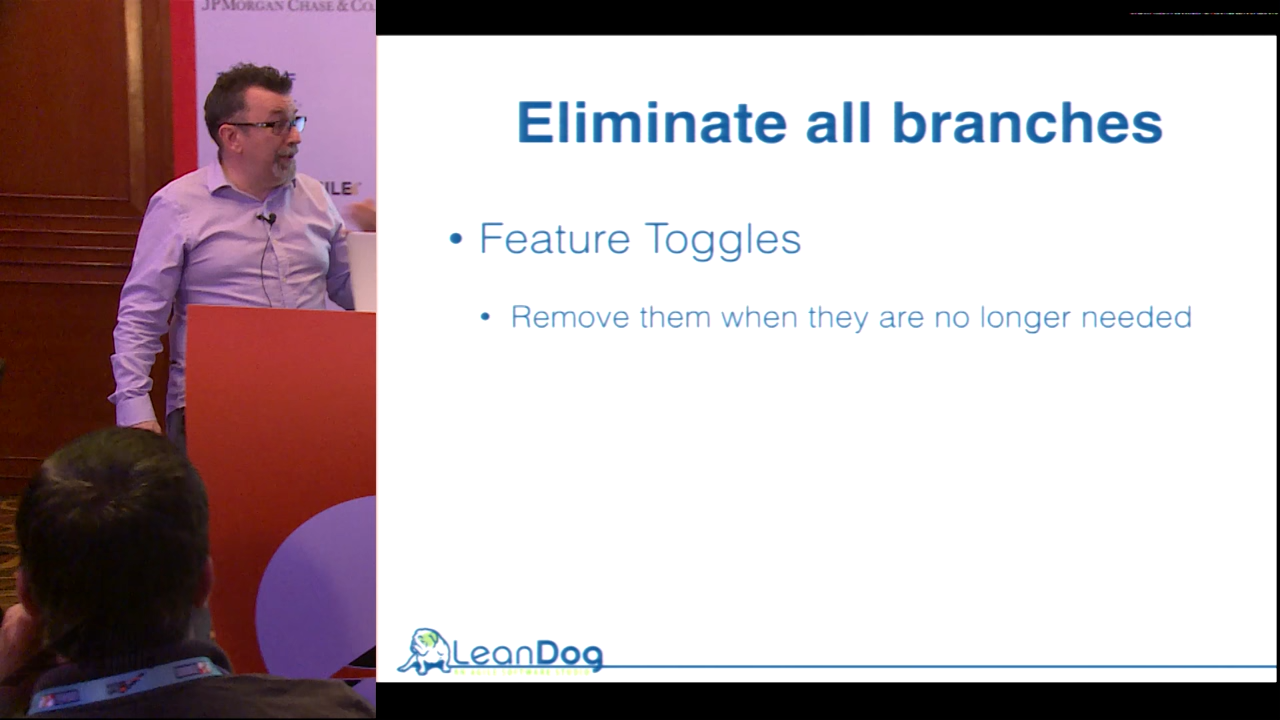 JPMORGAN CHASE & CO.
Eliminate all branches
• Feature Toggles
• Remove them when they are no longer needed
LeanDog